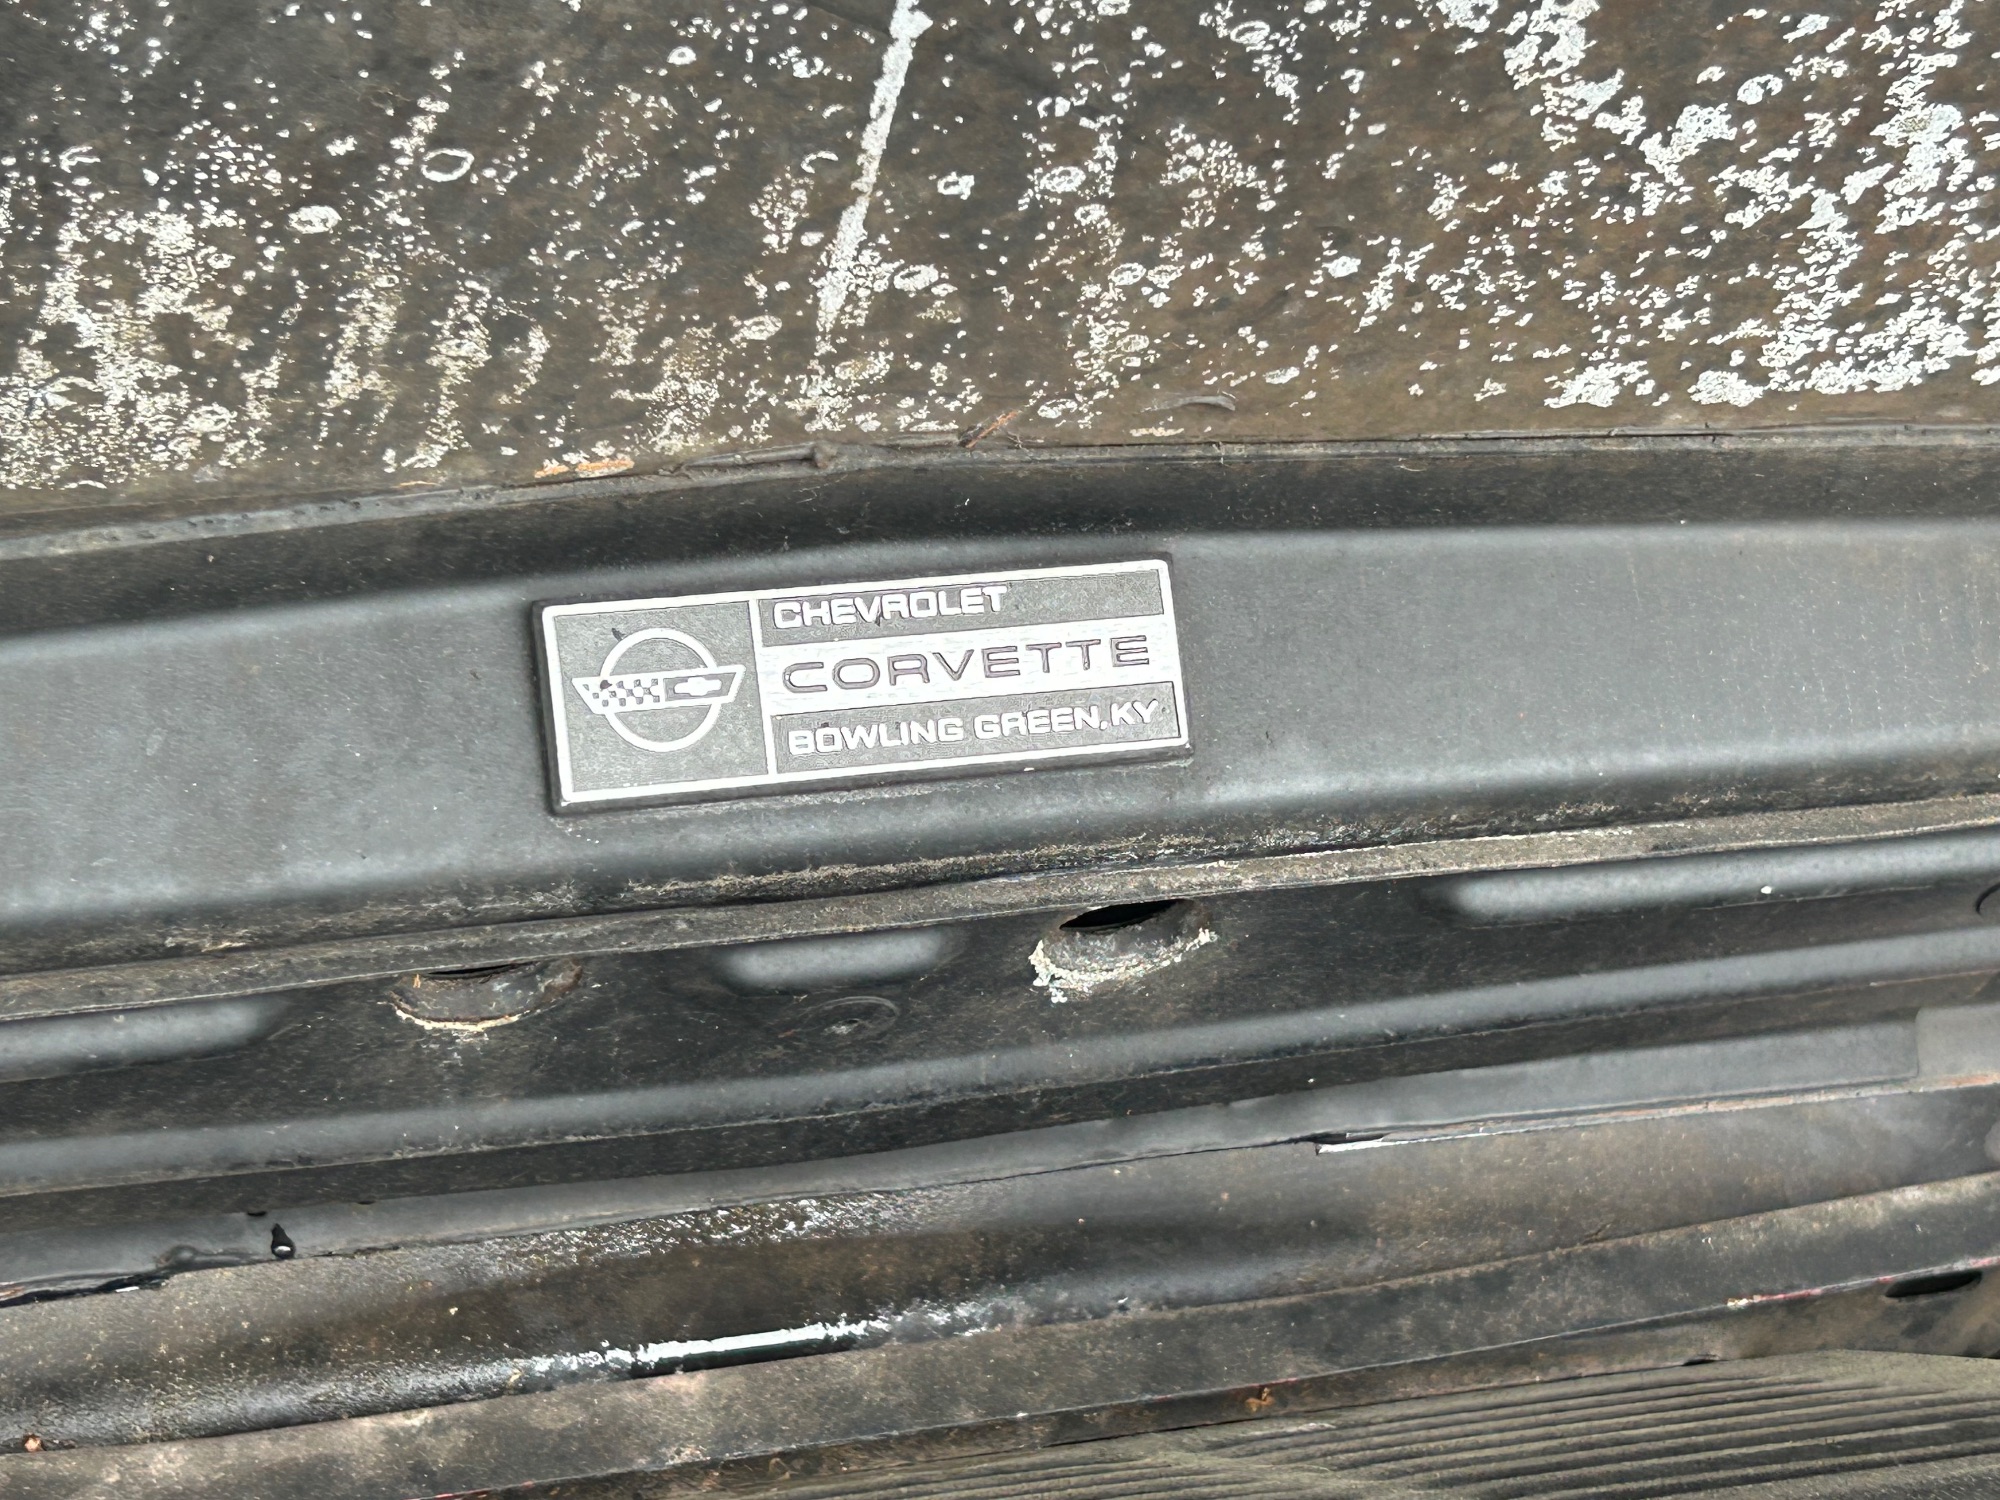 CHEVROLET
CORVETTE
BOWLING GREEN, KY